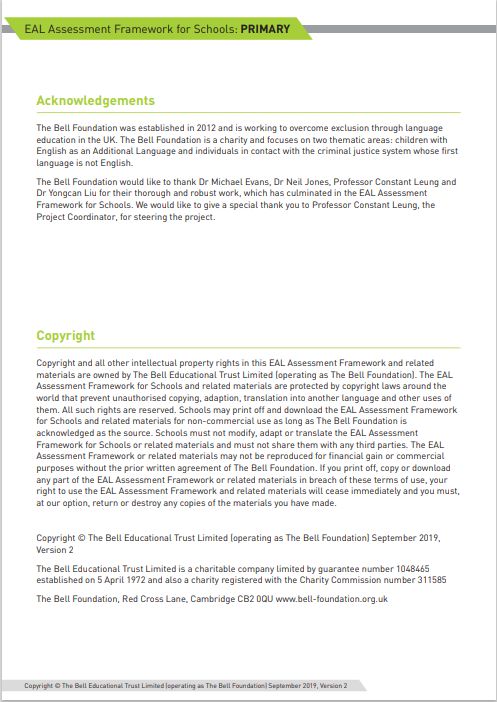 EAL Assessment Framework for Schools: PRIMARY
Acknowledgements
The Bell Foundation was established in 2012 and is working to overcome exclusion through language
education in the UK. The Bell Foundation is a charity and focuses on two thematic areas: children with
English as an Additional Language and individuals in contact with the criminal justice system whose first
language is not English.
The Bell Foundation would like to thank Dr Michael Evans, Dr Neil Jones, Professor Constant Leung and
Dr Yongcan Liu for their thorough and robust work, which has culminated in the EAL Assessment
Framework for Schools. We would like to give a special thank you to Professor Constant Leung, the
Project Coordinator, for steering the project.
Copyright
Copyright and all other intellectual property rights in this EAL Assessment Framework and related
materials are owned by The Bell Educational Trust Limited (operating as The Bell Foundation). The EAL
Assessment Framework for Schools and related materials are protected by copyright laws around the
world that prevent unauthorised copying, adaption, translation into another language and other uses of
them. All such rights are reserved. Schools may print off and download the EAL Assessment Framework
for Schools and related materials for non-commercial use as long as The Bell Foundation is
acknowledged as the source. Schools must not modify, adapt or translate the EAL Assessment
Framework for Schools or related materials and must not share them with any third parties. The EAL
Assessment Framework or related materials may not be reproduced for financial gain or commercial
purposes without the prior written agreement of The Bell Foundation. If you print off, copy or download
any part of the EAL Assessment Framework or related materials in breach of these terms of use, your
right to use the EAL Assessment Framework and related materials will cease immediately and you must,
at our option, return or destroy any copies of the materials you have made.
Copyright © The Bell Educational Trust Limited (operating as The Bell Foundation) September 2019,
Version 2
The Bell Educational Trust Limited is a charitable company limited by guarantee number 1048465
established on 5 April 1972 and also a charity registered with the Charity Commission number 311585
The Bell Foundation, Red Cross Lane, Cambridge CB2 0QU www.bell-foundation.org.uk
Copyright © The Bell Educational Trust Limited (operating as The Bell Foundation) September 2019, Version 2